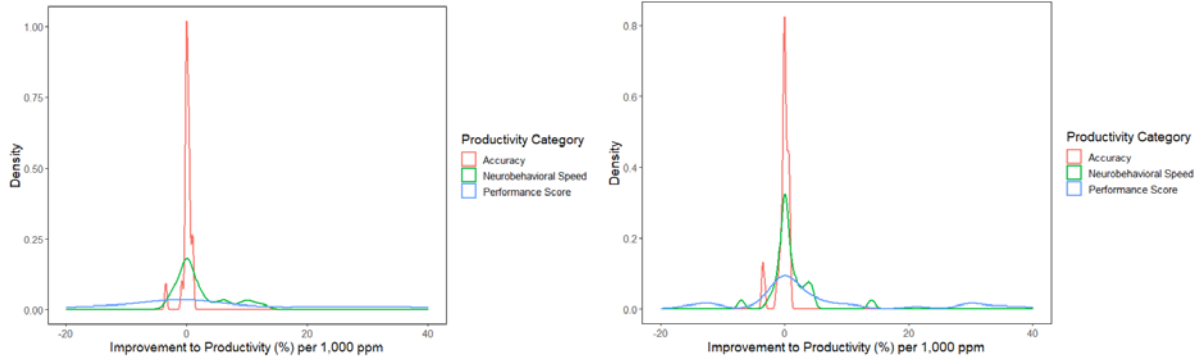 1.00
0.75
0.50
0.25
0.00
Density
-20
0
20
40
Improvement to Productivity (%) per 1,000 ppm
Productivity Category
Accuracy
Neurobehavioral Speed
Performance Score
0.8
0.6
0.4
0.2
0.0
Density
-20
0
20
40
Improvement to Productivity (%) per 1,000 ppm
Productivity Category
Accuracy
Neurobehavioral Speed
Performance Score